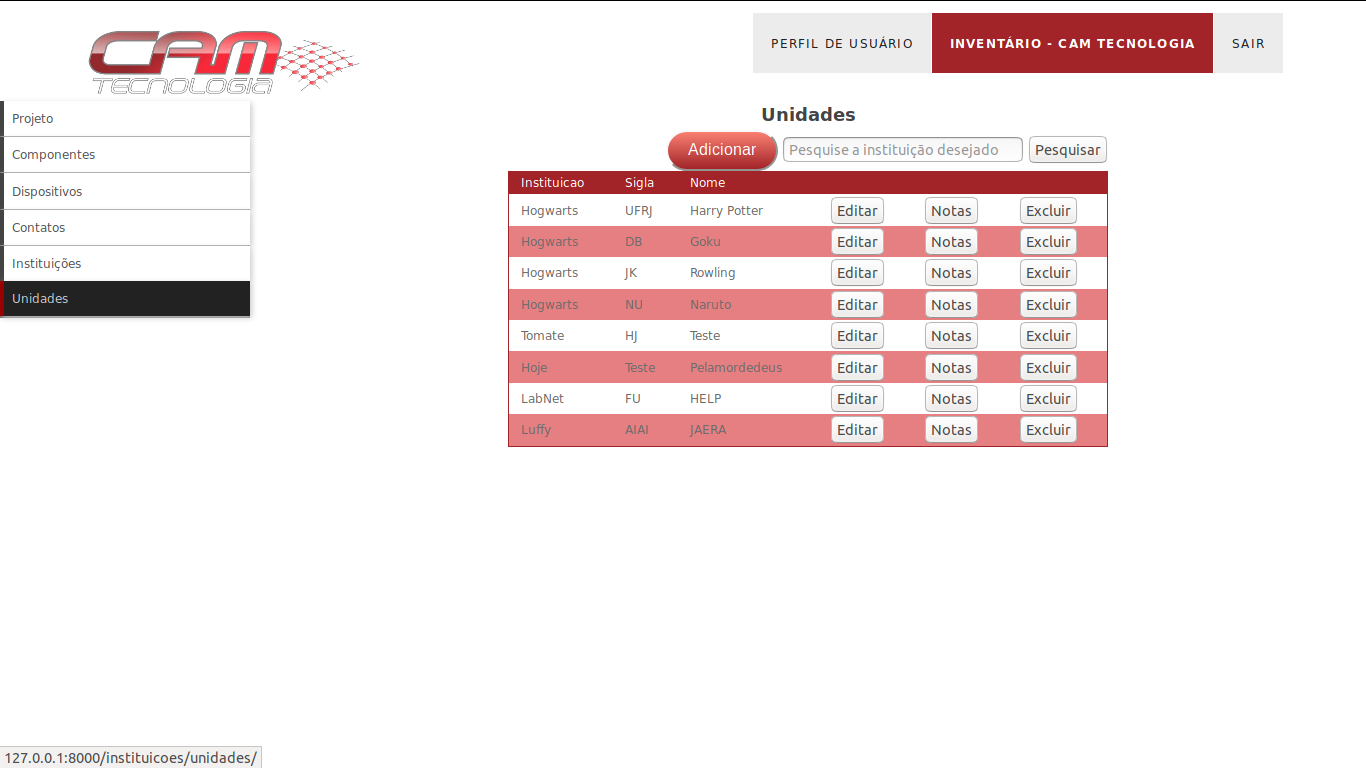 CAM
TECNOLOGIA
PERFIL DE USUÁRIO INVENTÁRIO - CAM TECNOLOGIA SAIR
Projeto
Componentes
Dispositivos
Contatos
Instituições
Unidades
Unidades
Adicionar Pesquise a instituição desejado Pesquisar
Instituicao Sigla Nome
Hogwarts UFRJ Harry Potter Editar Notas Excluir
Hogwarts DB Goku Editar Notas Excluir
Hogwarts JK Rowling Editar Notas Excluir
Hogwarts NU Naruto Editar Notas Excluir
Tomate HJ Teste Editar Notas Excluir
Hoje Teste Pelamordedeus Editar Notas Excluir
LabNet FU HELP Editar Notas Excluir
Luffy AIAI JAERA Editar Notas Excluir
127.0.0.1:8000/instituicoes/unidades/